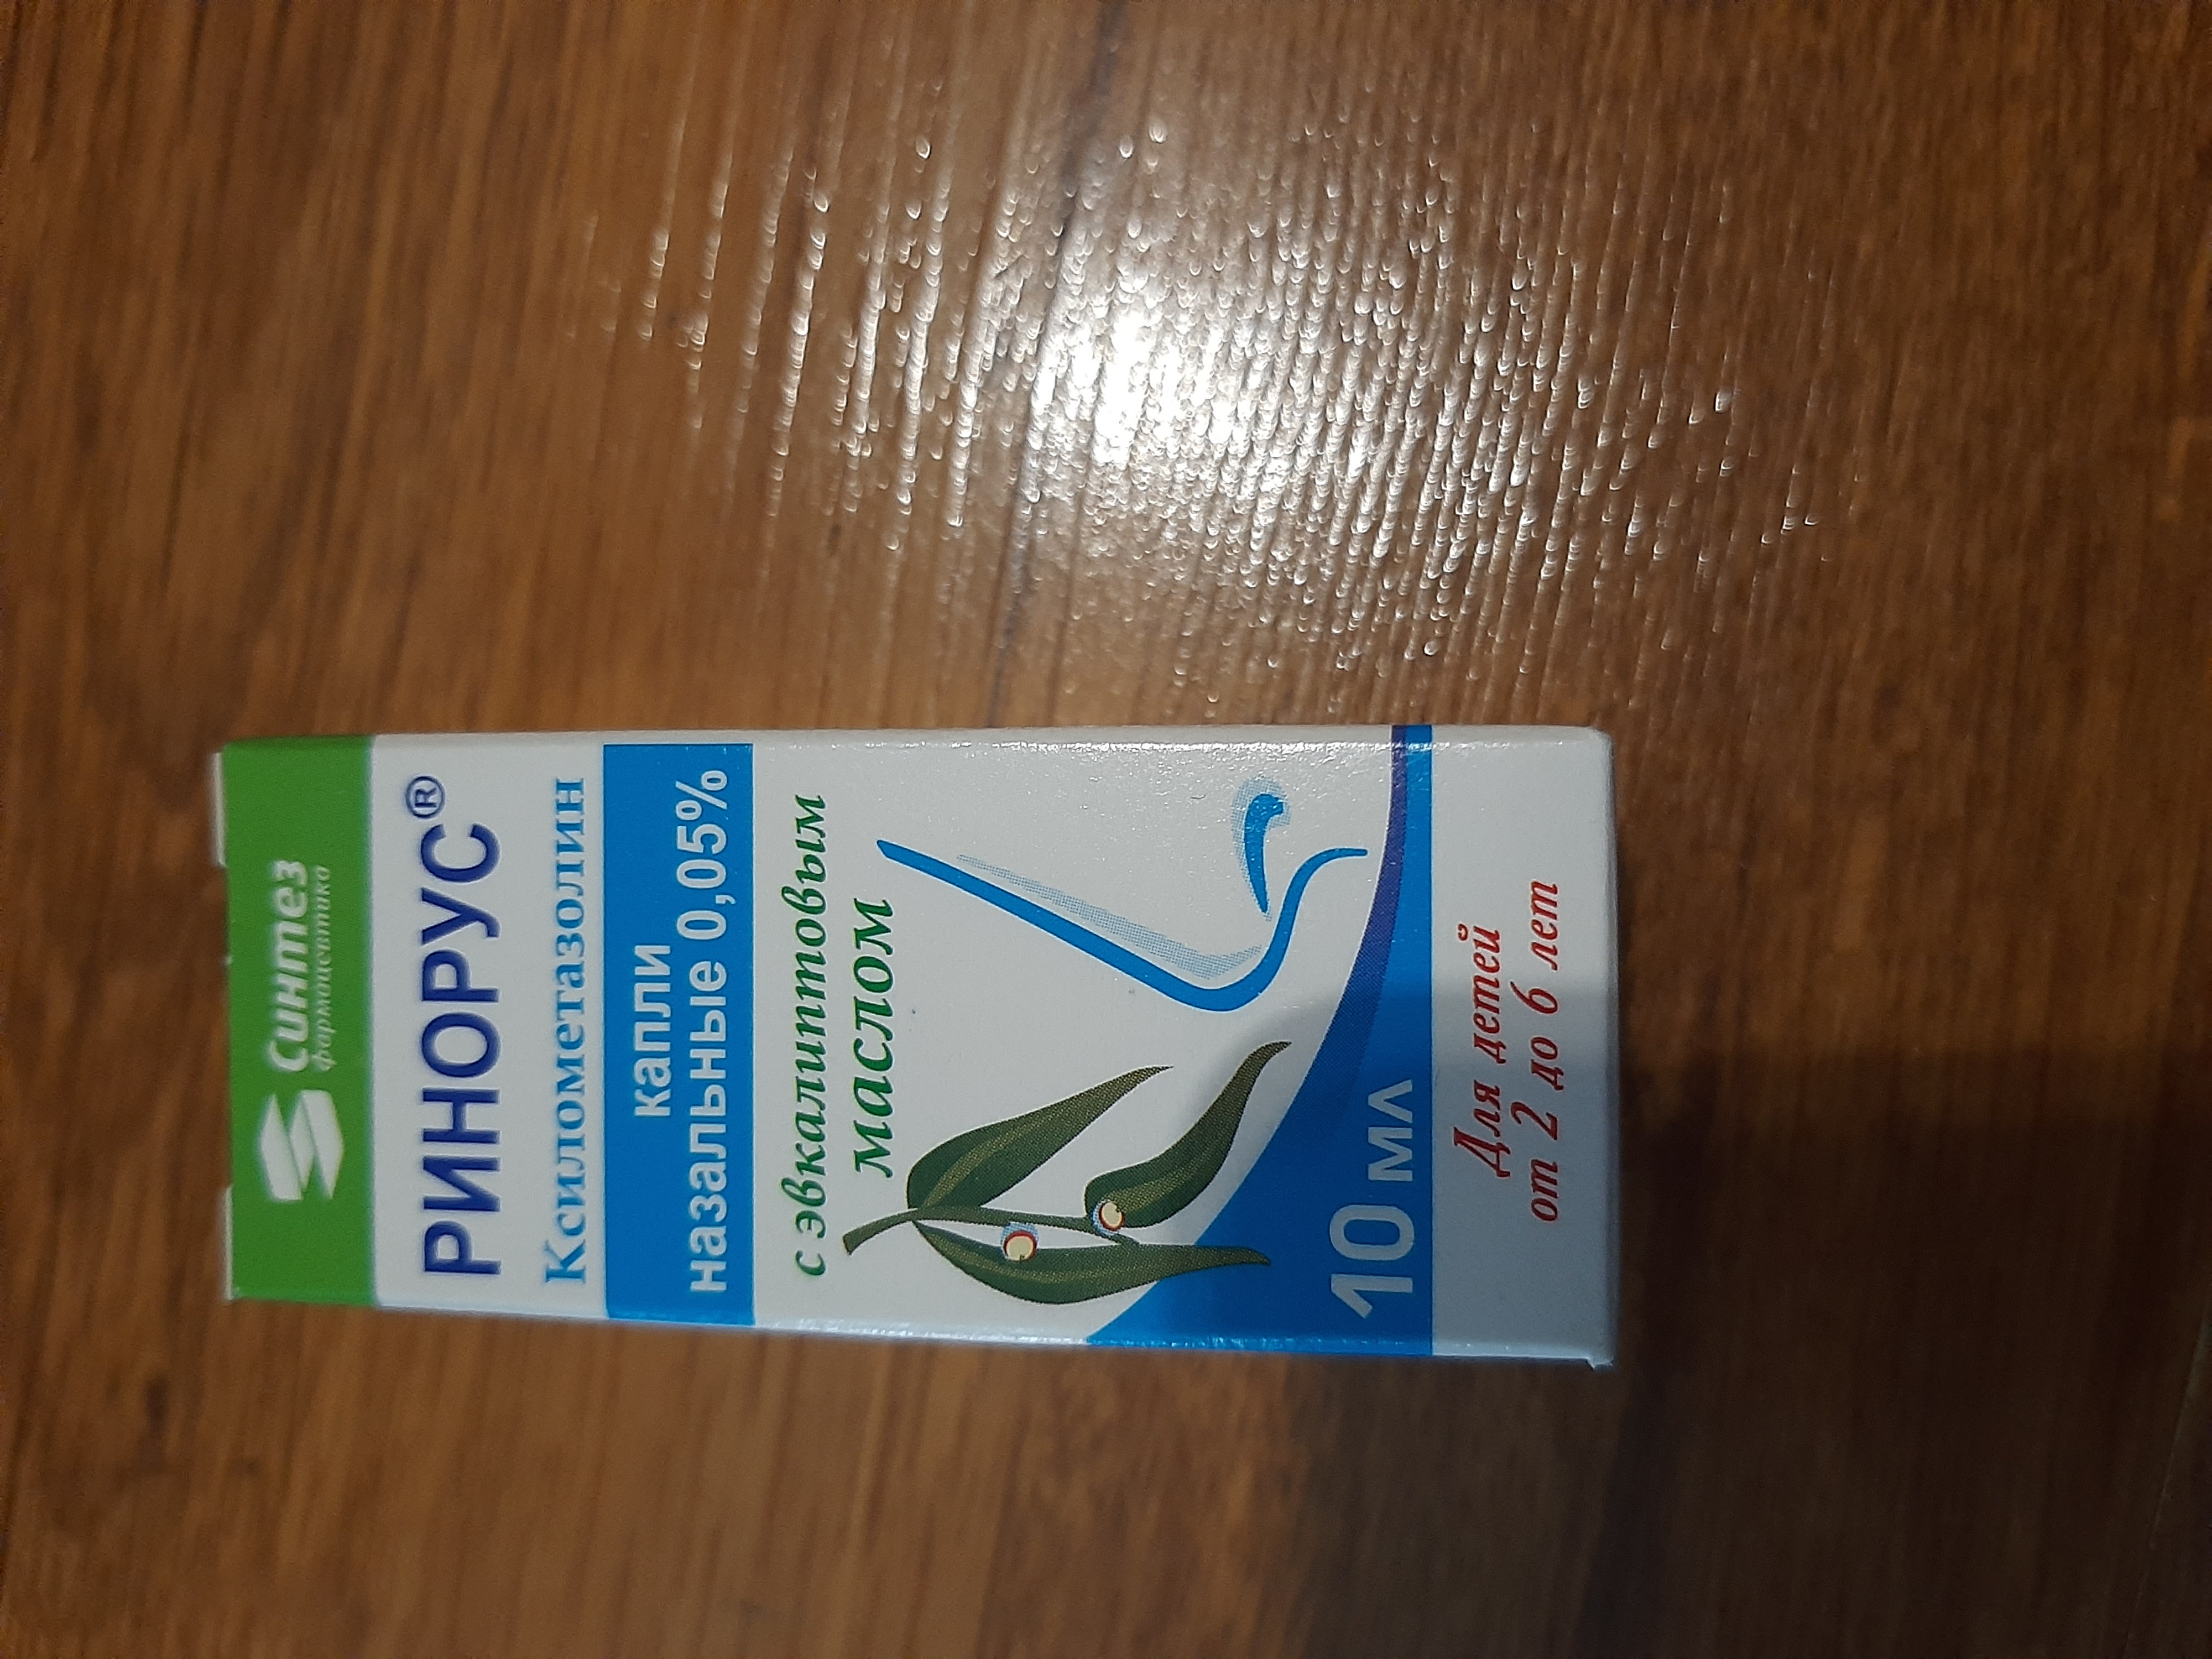 Синтез
фармацевтика
РИНОРУС®
Ксилометазолин
капли
назальные 0,05%
с эвкалиптовым
маслом
10 мл
Для детей
от 2 до 6 лет